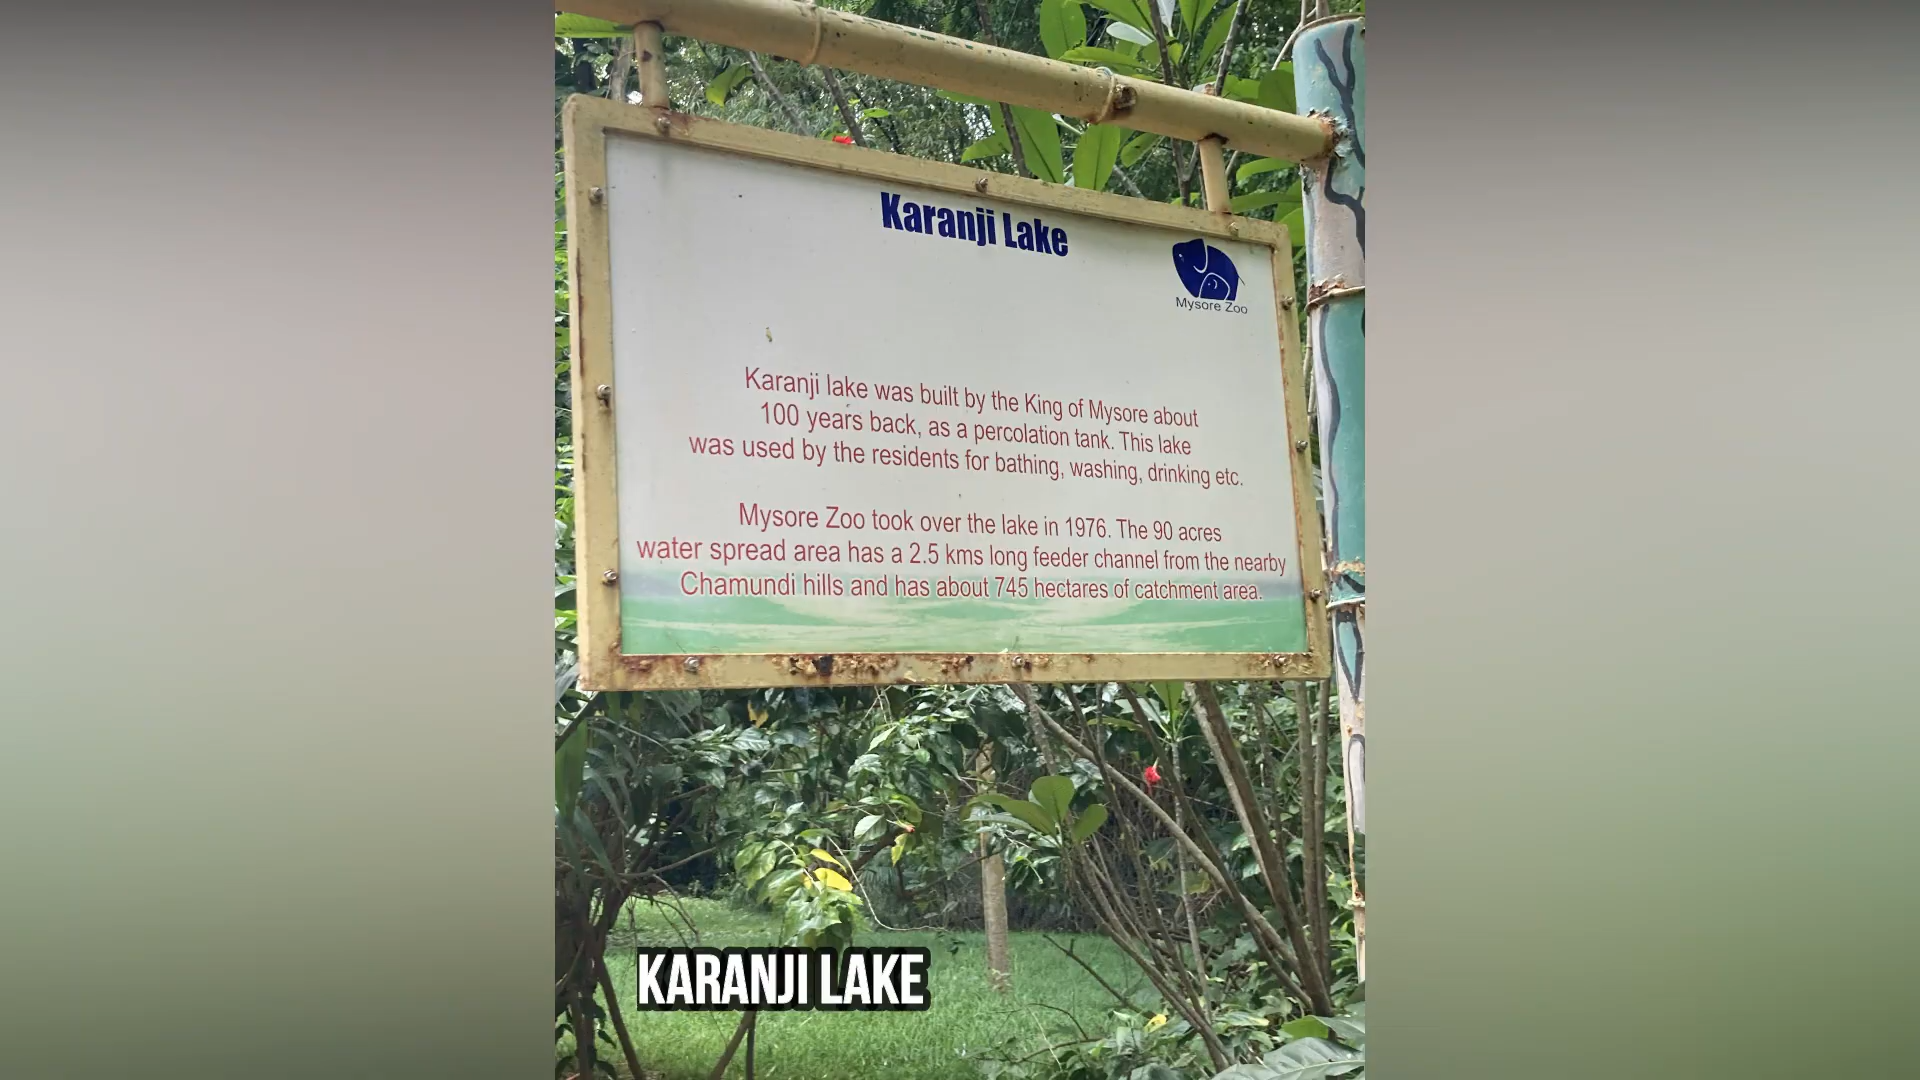 Karanji Lake
Mysore Zoo
Karanji lake was built by the King of Mysore about
100 years back, as a percolation tank. This lake
was used by the residents for bathing, washing, drinking etc.
Mysore Zoo took over the lake in 1976. The 90 acres
water spread area has a 2.5 kms long feeder channel from the nearby
Chamundi hills and has about 745 hectares of catchment area.
KARANJI LAKE